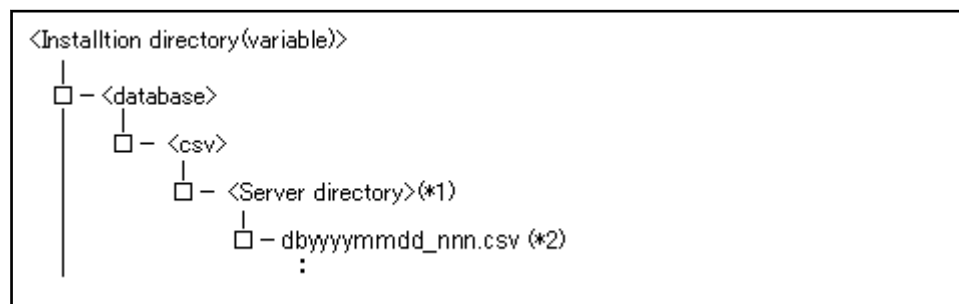 <Installtion directory(variable)>
<database>
<csv>
<Server directory>(*1)
dbyyyymmdd_nnn.csv (*2)
: